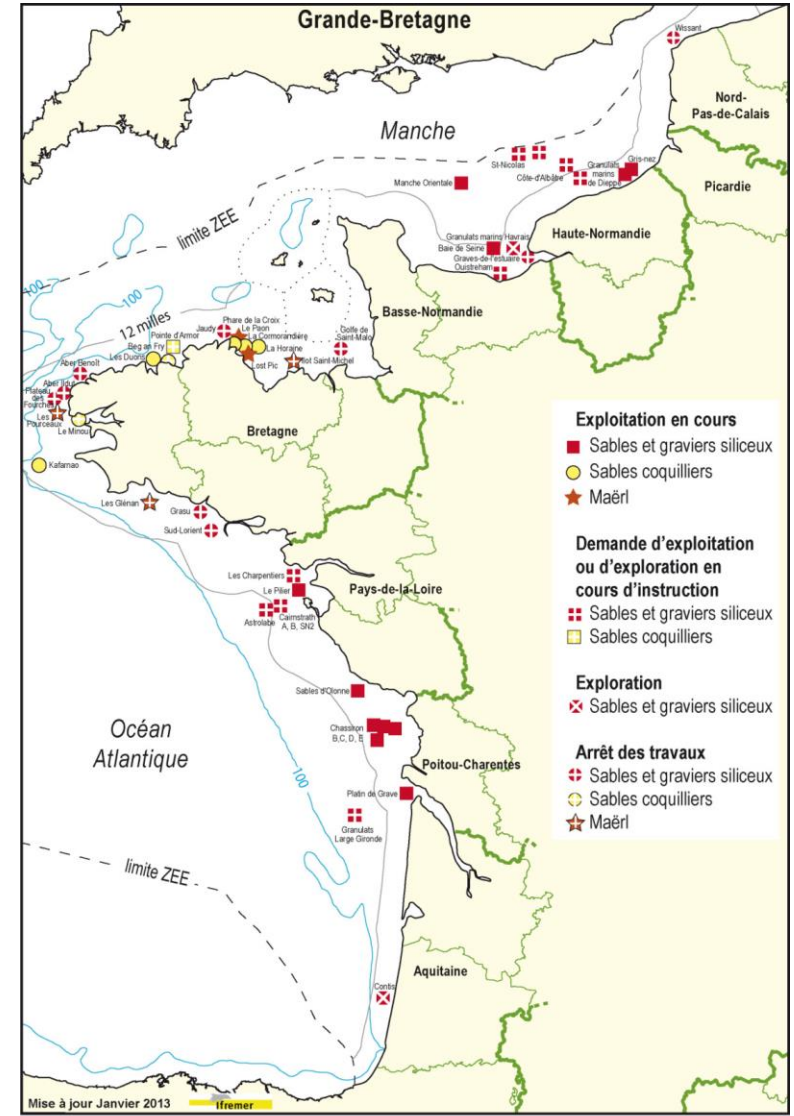 Grande-Bretagne
Wissant
Nord-
Pas-de-Calais
Manche
St-Nicolas
Côte-d'Albâtre
Granulats
marins
de Dieppe
Gris-nez
Picardie
Manche Orientale
limite ZEE
Granulats marins Havrais
Baie de Seine
Graves-de-l'estuaire
Ouistreham
Haute-Normandie
100
100
12 milles
Basse-Normandie
Phare de la Croix
Jaudy
Le Paon
La Cormorandière
La Horaine
Lost Pic
Golfe de
Saint-Malo
Ilot Saint-Michel
Pointe d'Armor
Beg an Fry
Les Duons
Aber Benoît
Aber Ildut
Plateau
des
Fourches
Les
Pourceaux
Le Minou
Bretagne
Kafarnao
Les Glénan
Grasu
Sud-Lorient
Les Charpentiers
Le Pilier
Astrolabe
Cairnstrath
A, B, SN2
Pays-de-la-Loire
Sables d'Olonne
Chassiron
B,C, D, E
Océan
Atlantique
100
Poitou-Charentes
Platin de Grave
Granulats
Large Gironde
limite ZEE
Aquitaine
Contis
Exploitation en cours
Sables et graviers siliceux
Sables coquilliers
Maërl
Demande d'exploitation
ou d'exploration en
cours d'instruction
Sables et graviers siliceux
Sables coquilliers
Exploration
Sables et graviers siliceux
Arrêt des travaux
Sables et graviers siliceux
Sables coquilliers
Maërl
Mise à jour Janvier 2013
Ifremer